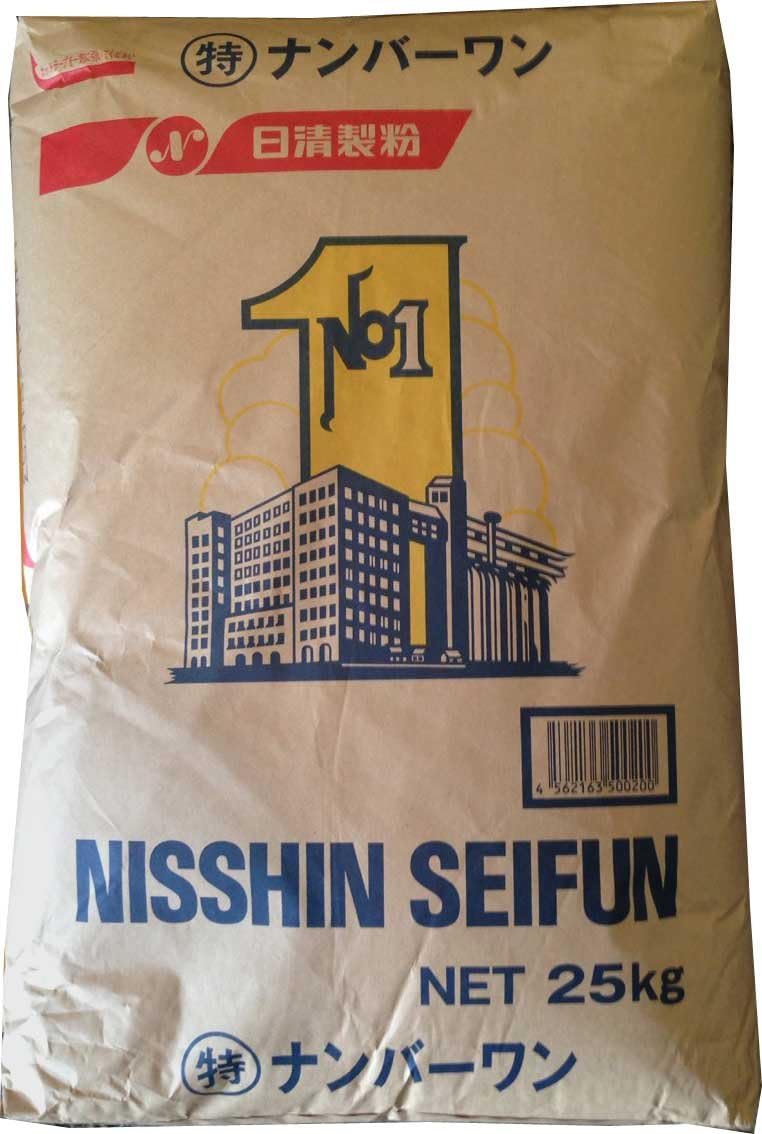 特 ナンバーワン
N 日清製粉
No1
4 562163 500200
NISSHIN SEIFUN
NET 25kg
特 ナンバーワン